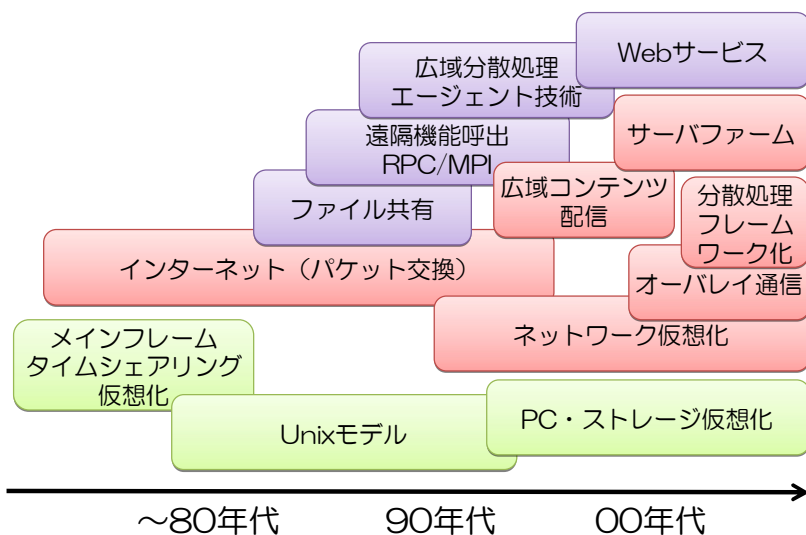 Webサービス
広域分散処理
エージェント技術
サーバファーム
遠隔機能呼出
RPC/MPI
広域コンテンツ
配信
分散処理
フレーム
ワーク化
ファイル共有
インターネット（パケット交換）
オーバレイ通信
ネットワーク仮想化
メインフレーム
タイムシェアリング
仮想化
Unixモデル
PC・ストレージ仮想化
～80年代
90年代
00年代